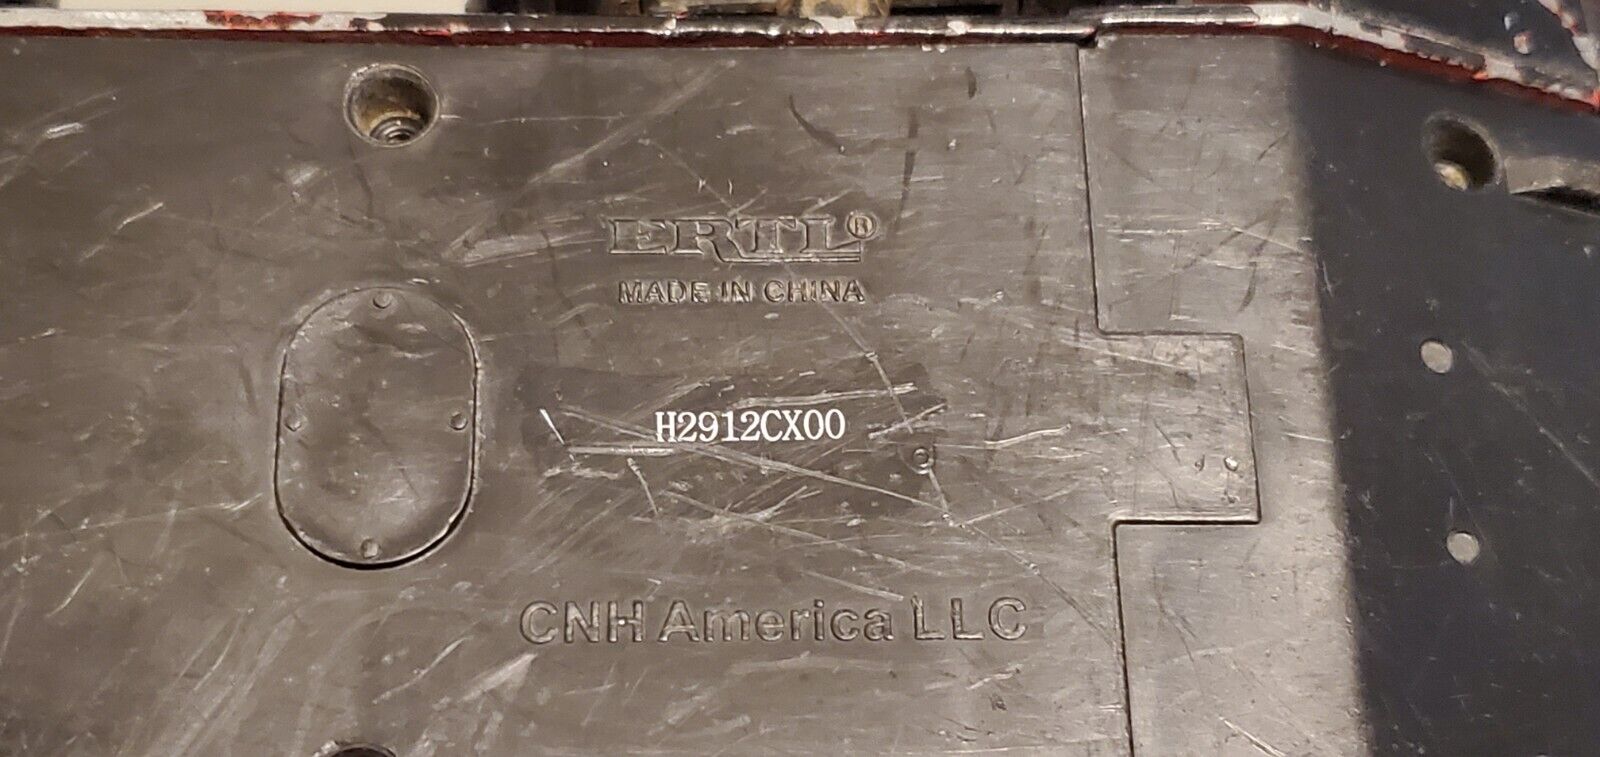 ERTL®
MADE IN CHINA
H2912CX00
CNH America LLC